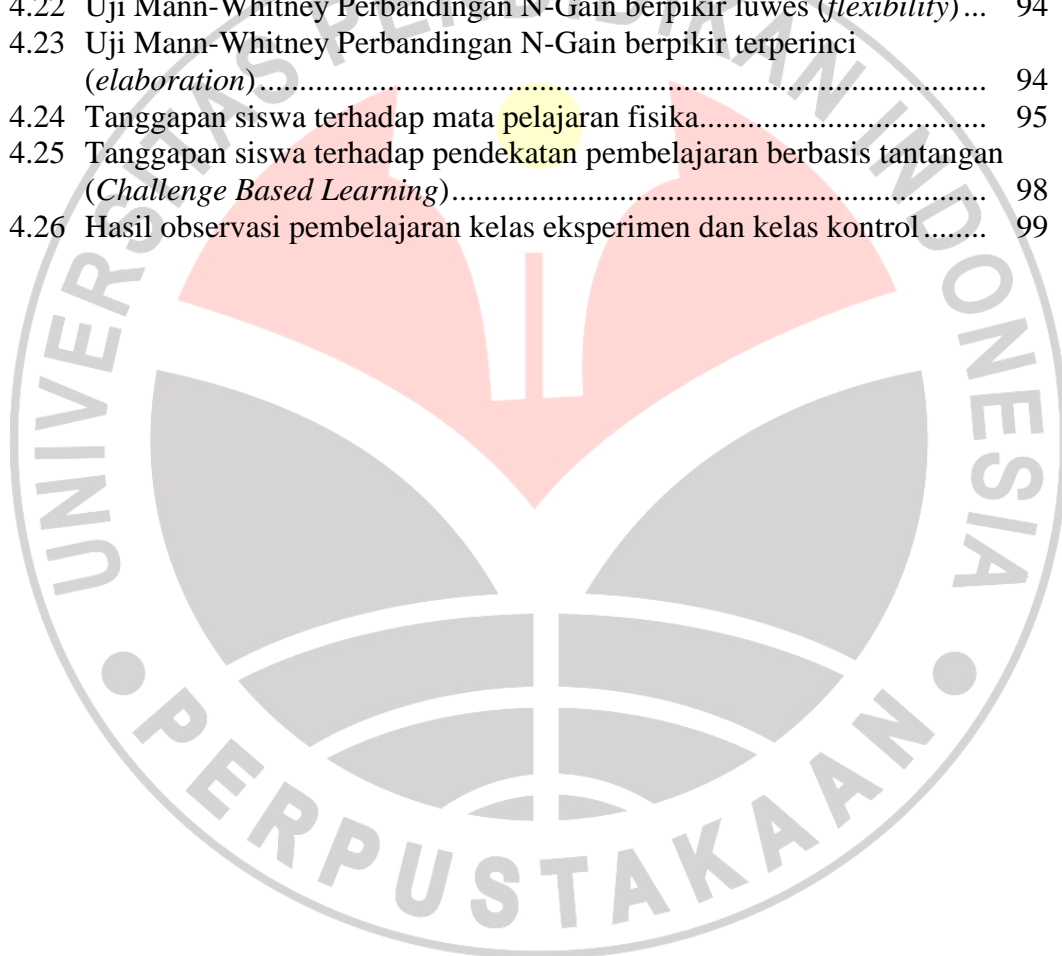 4.22 Uji Mann-Whitney Perbandingan N-Gain berpikir luwes (flexibility) ... 94
4.23 Uji Mann-Whitney Perbandingan N-Gain berpikir terperinci
(elaboration) ........................................................................................ 94
4.24 Tanggapan siswa terhadap mata pelajaran fisika.................................. 95
4.25 Tanggapan siswa terhadap pendekatan pembelajaran berbasis tantangan
(Challenge Based Learning)................................................................ 98
4.26 Hasil observasi pembelajaran kelas eksperimen dan kelas kontrol ........ 99
UNIVERSITAS PENDIDIKAN INDONESIA
PERPUSTAKAAN